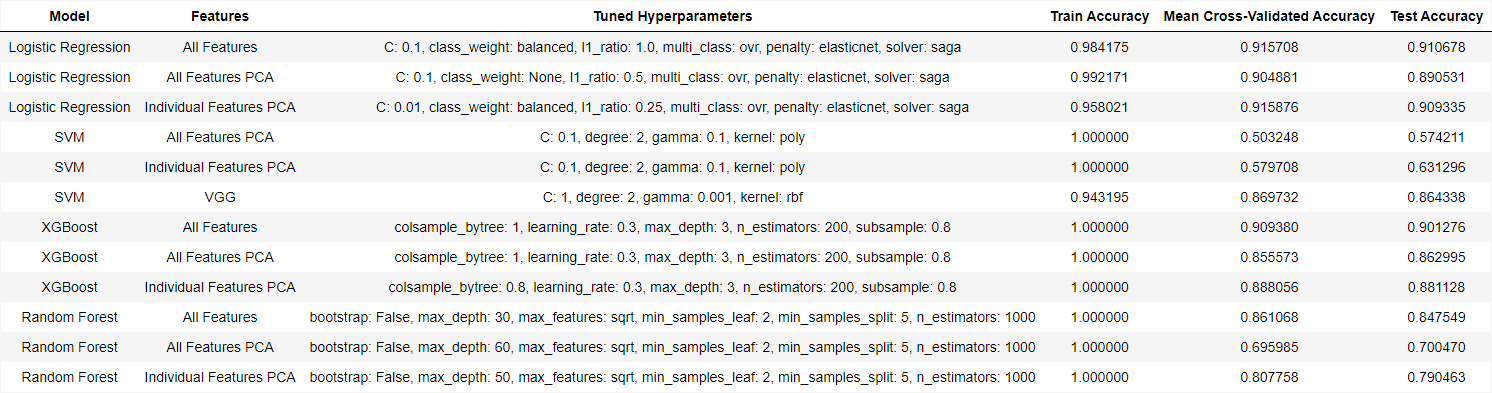 Model Features Tuned Hyperparameters Train Accuracy Mean Cross-Validated Accuracy Test Accuracy
Logistic Regression All Features C: 0.1, class_weight: balanced, l1_ratio: 1.0, multi_class: ovr, penalty: elasticnet, solver: saga 0.984175 0.915708 0.910678
Logistic Regression All Features PCA C: 0.1, class_weight: None, l1_ratio: 0.5, multi_class: ovr, penalty: elasticnet, solver: saga 0.992171 0.904881 0.890531
Logistic Regression Individual Features PCA C: 0.01, class_weight: balanced, l1_ratio: 0.25, multi_class: ovr, penalty: elasticnet, solver: saga 0.958021 0.915876 0.909335
SVM All Features PCA C: 0.1, degree: 2, gamma: 0.1, kernel: poly 1.000000 0.503248 0.574211
SVM Individual Features PCA C: 0.1, degree: 2, gamma: 0.1, kernel: poly 1.000000 0.579708 0.631296
SVM VGG C: 1, degree: 2, gamma: 0.001, kernel: rbf 0.943195 0.869732 0.864338
XGBoost All Features colsample_bytree: 1, learning_rate: 0.3, max_depth: 3, n_estimators: 200, subsample: 0.8 1.000000 0.909380 0.901276
XGBoost All Features PCA colsample_bytree: 1, learning_rate: 0.3, max_depth: 3, n_estimators: 200, subsample: 0.8 1.000000 0.855573 0.862995
XGBoost Individual Features PCA colsample_bytree: 0.8, learning_rate: 0.3, max_depth: 3, n_estimators: 200, subsample: 0.8 1.000000 0.888056 0.881128
Random Forest All Features bootstrap: False, max_depth: 30, max_features: sqrt, min_samples_leaf: 2, min_samples_split: 5, n_estimators: 1000 1.000000 0.861068 0.847549
Random Forest All Features PCA bootstrap: False, max_depth: 60, max_features: sqrt, min_samples_leaf: 2, min_samples_split: 5, n_estimators: 1000 1.000000 0.695985 0.700470
Random Forest Individual Features PCA bootstrap: False, max_depth: 50, max_features: sqrt, min_samples_leaf: 2, min_samples_split: 5, n_estimators: 1000 1.000000 0.807758 0.790463